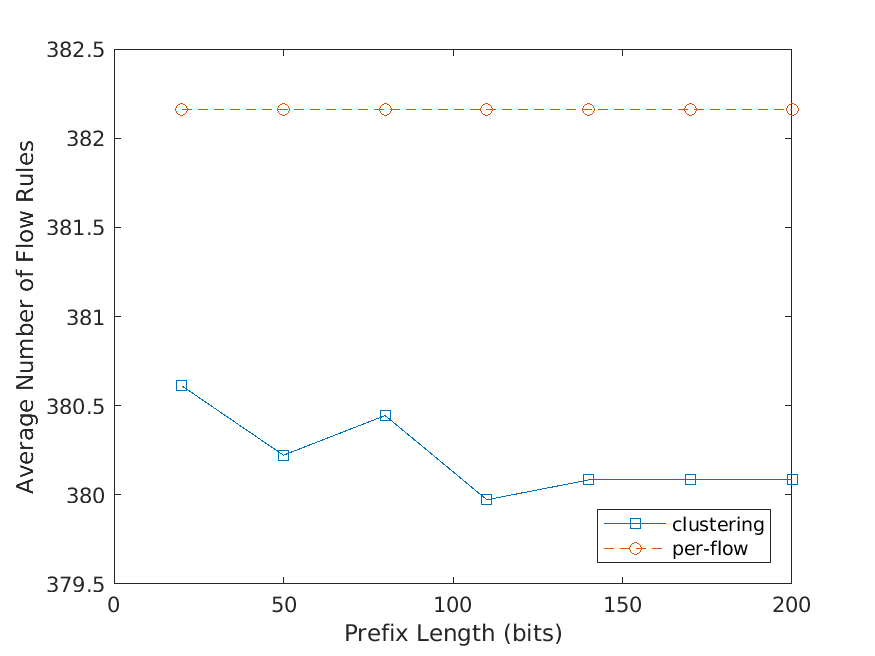 382.5
382
381.5
381
380.5
380
379.5
0 50 100 150 200
Average Number of Flow Rules
Prefix Length (bits)
clustering
per-flow